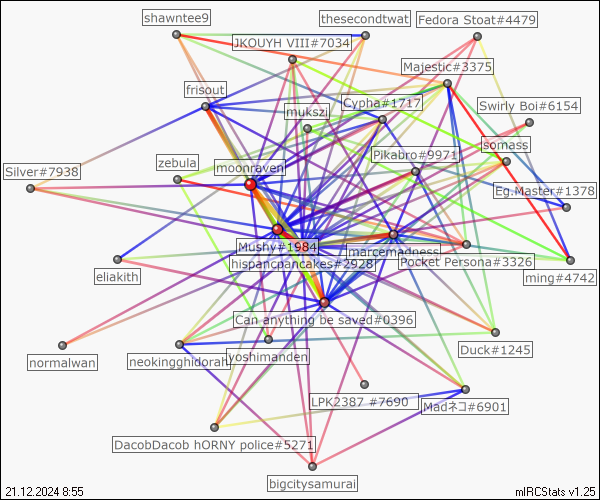 shawntee9
thesecondtwat
Fedora Stoat#4479
JKOUYH VIII#7034
Majestic#3375
frisout
Cypha#1717
mukszi
Swirly Boi#6154
somass
Pikabro#9971
zebula
moonraven
Silver#7938
Eg.Master#1378
Mushy#1984
marcemadness
hispancpancakes#2928
Pocket Persona#3326
eliakith
ming#4742
Can anything be saved#0396
Duck#1245
yoshimanden
neokingghidorah
normalwan
LPK2387 #7690
Madネコ#6901
DacobDacob hORNY police#5271
bigcitysamurai
21.12.2024 8:55
mIRCStats v1.25